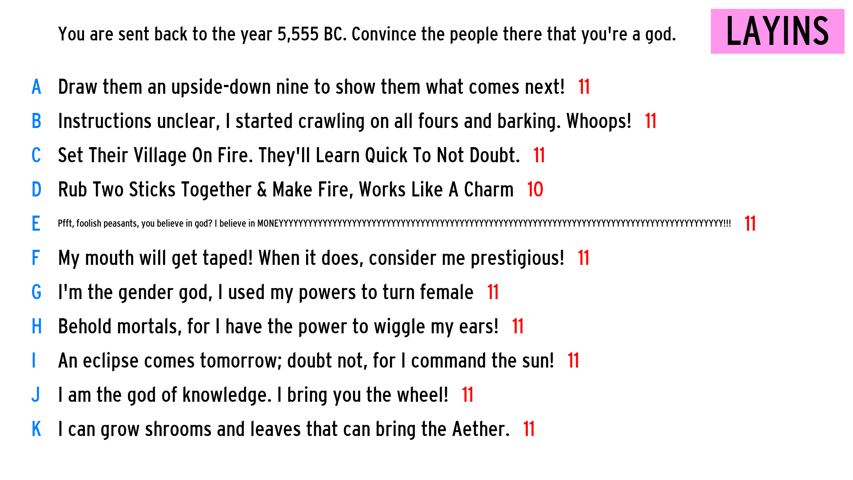 You are sent back to the year 5,555 BC. Convince the people there that you're a god.
LAYINS
A Draw them an upside-down nine to show them what comes next! 11
B Instructions unclear, I started crawling on all fours and barking. Whoops! 11
C Set Their Village On Fire. They'll Learn Quick To Not Doubt. 11
D Rub Two Sticks Together & Make Fire, Works Like A Charm 10
E Pfft, foolish peasants, you believe in god? I believe in MONEYYYYYYYYYYYYYYYYYYYYYYYYYYYYYYYYYYYYYYYYYYYYYYYYYYYYYYYYYYYYYYYYYYYYYYYYYYYYYYYYYYYYYYYYYYYY!!! 11
F My mouth will get taped! When it does, consider me prestigious! 11
G I'm the gender god, I used my powers to turn female 11
H Behold mortals, for I have the power to wiggle my ears! 11
I An eclipse comes tomorrow; doubt not, for I command the sun! 11
J I am the god of knowledge. I bring you the wheel! 11
K I can grow shrooms and leaves that can bring the Aether. 11